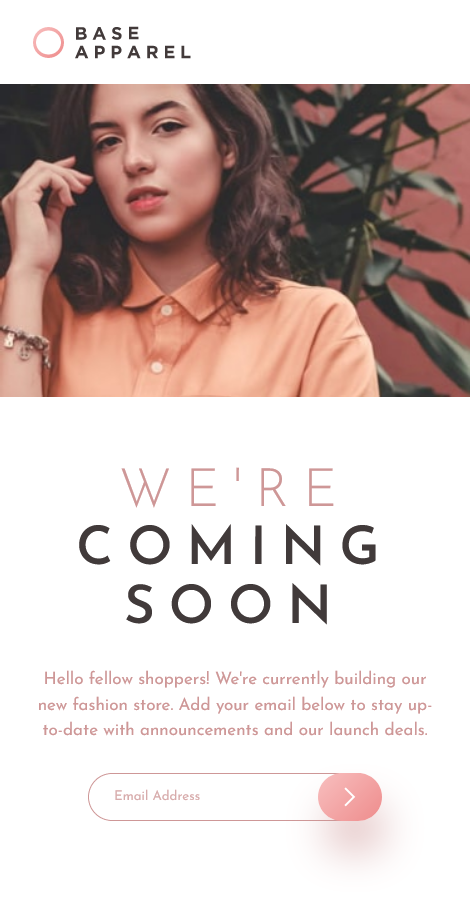 BASE
APPAREL
WE'RE
COMING
SOON
Hello fellow shoppers! We're currently building our
new fashion store. Add your email below to stay up-
to-date with announcements and our launch deals.
Email Address